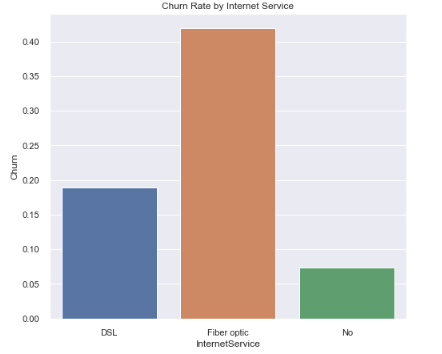 Churn Rate by Internet Service
0.40
0.35
0.30
0.25
0.20
0.15
0.10
0.05
0.00
Churn
DSL Fiber optic No
InternetService